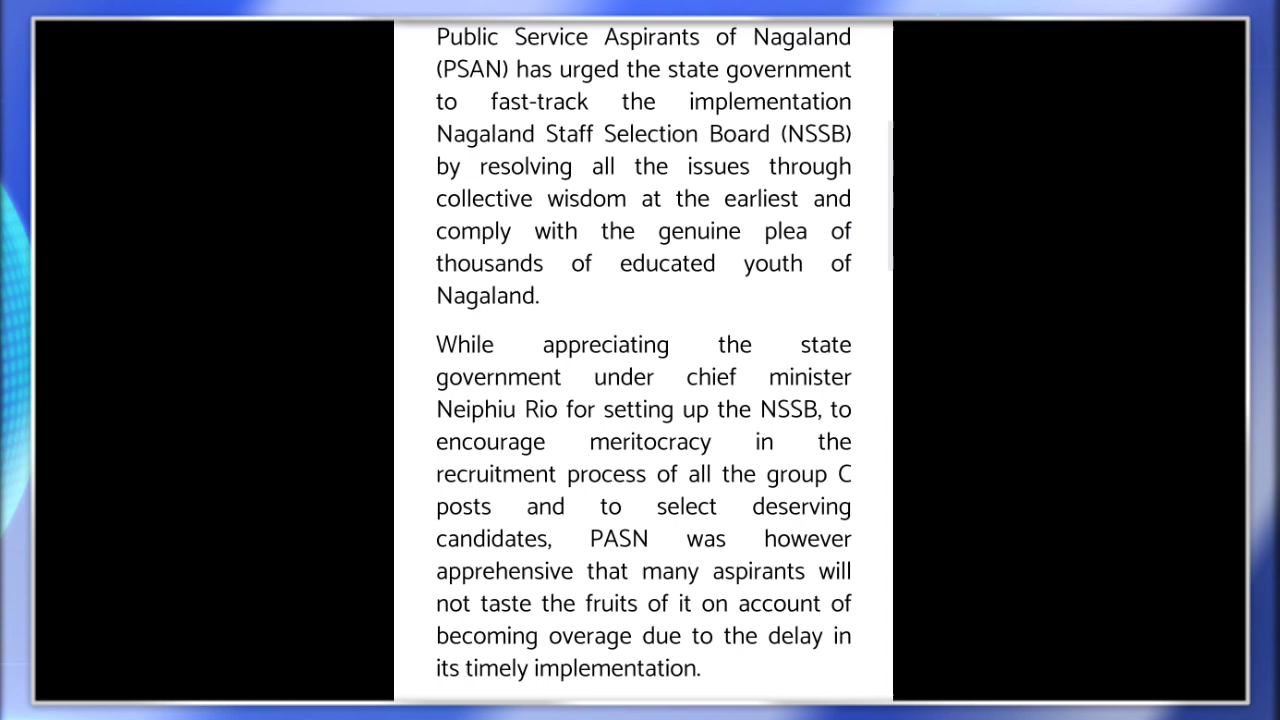 Public Service Aspirants of Nagaland
(PSAN) has urged the state government
to fast-track the implementation
Nagaland Staff Selection Board (NSSB)
by resolving all the issues through
collective wisdom at the earliest and
comply with the genuine plea of
thousands of educated youth of
Nagaland.
While appreciating the state
government under chief minister
Neiphiu Rio for setting up the NSSB, to
encourage meritocracy in the
recruitment process of all the group C
posts and to select deserving
candidates, PASN was however
apprehensive that many aspirants will
not taste the fruits of it on account of
becoming overage due to the delay in
its timely implementation.